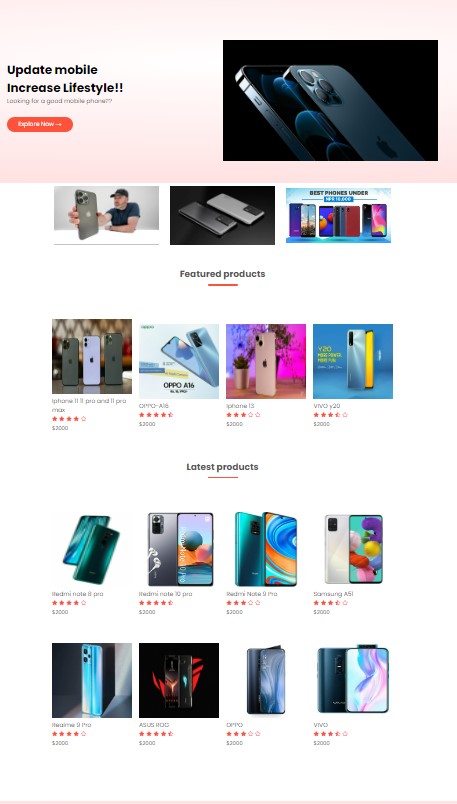 Update mobile
Increase Lifestyle!!
Looking for a good mobile phone??
Explore Now →
BEST PHONES UNDER
NPR 10,000
Featured products
OPPO
OPPO A16
Y20
Iphone 11 11 pro and 11 pro
max
$2000
OPPO-A16
$2000
Iphone 13
$2000
VIVO y20
$2000
Latest products
Redmi note 8 pro
$2000
Redmi note 10 pro
$2000
Redmi Note 9 Pro
$2000
Samsung A51
$2000
Realme 9 Pro
$2000
ASUS ROG
$2000
OPPO
$2000
VIVO
$2000